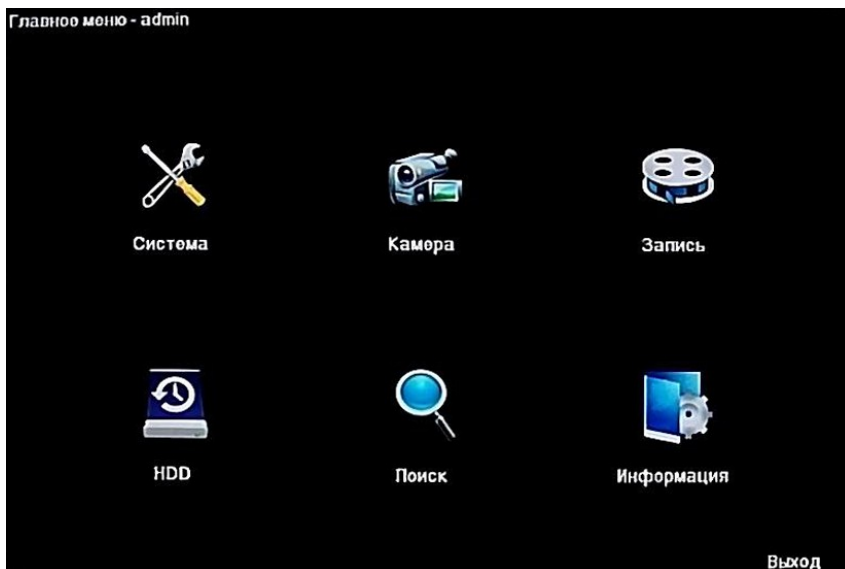 Главное меню - admin
Система
Камера
Запись
HDD
Поиск
Информация
Выход